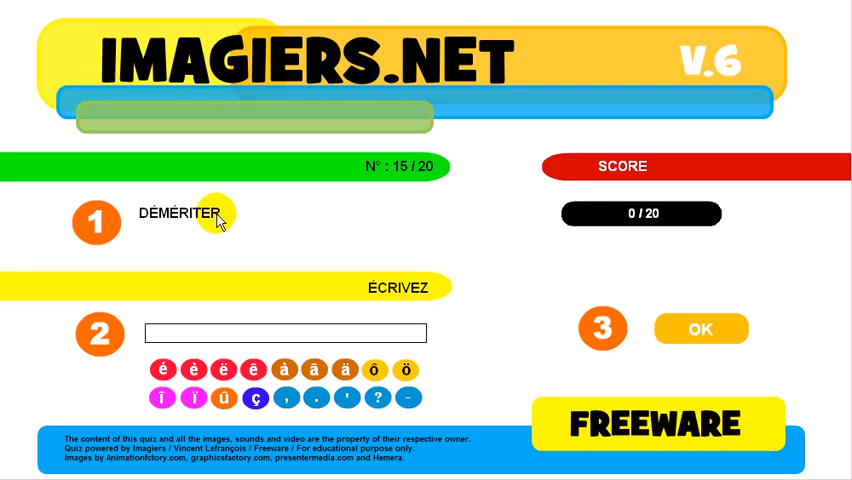 IMAGIERS.NET
V.6
N° : 15 / 20
SCORE
1
DÉMÉRITER
0 / 20
ÉCRIVEZ
2
3
OK
é è ë ê à â ä ô ö
î ï û ç , . ' ? -
FREEWARE
The content of this quiz and all the images, sounds and video are the property of their respective owner.
Quiz powered by Imagiers / Vincent Lefrançois / Freeware / For educational purpose only.
Images by Animationfctory.com, graphicsfactory.com, presentermedia.com and Hemera.